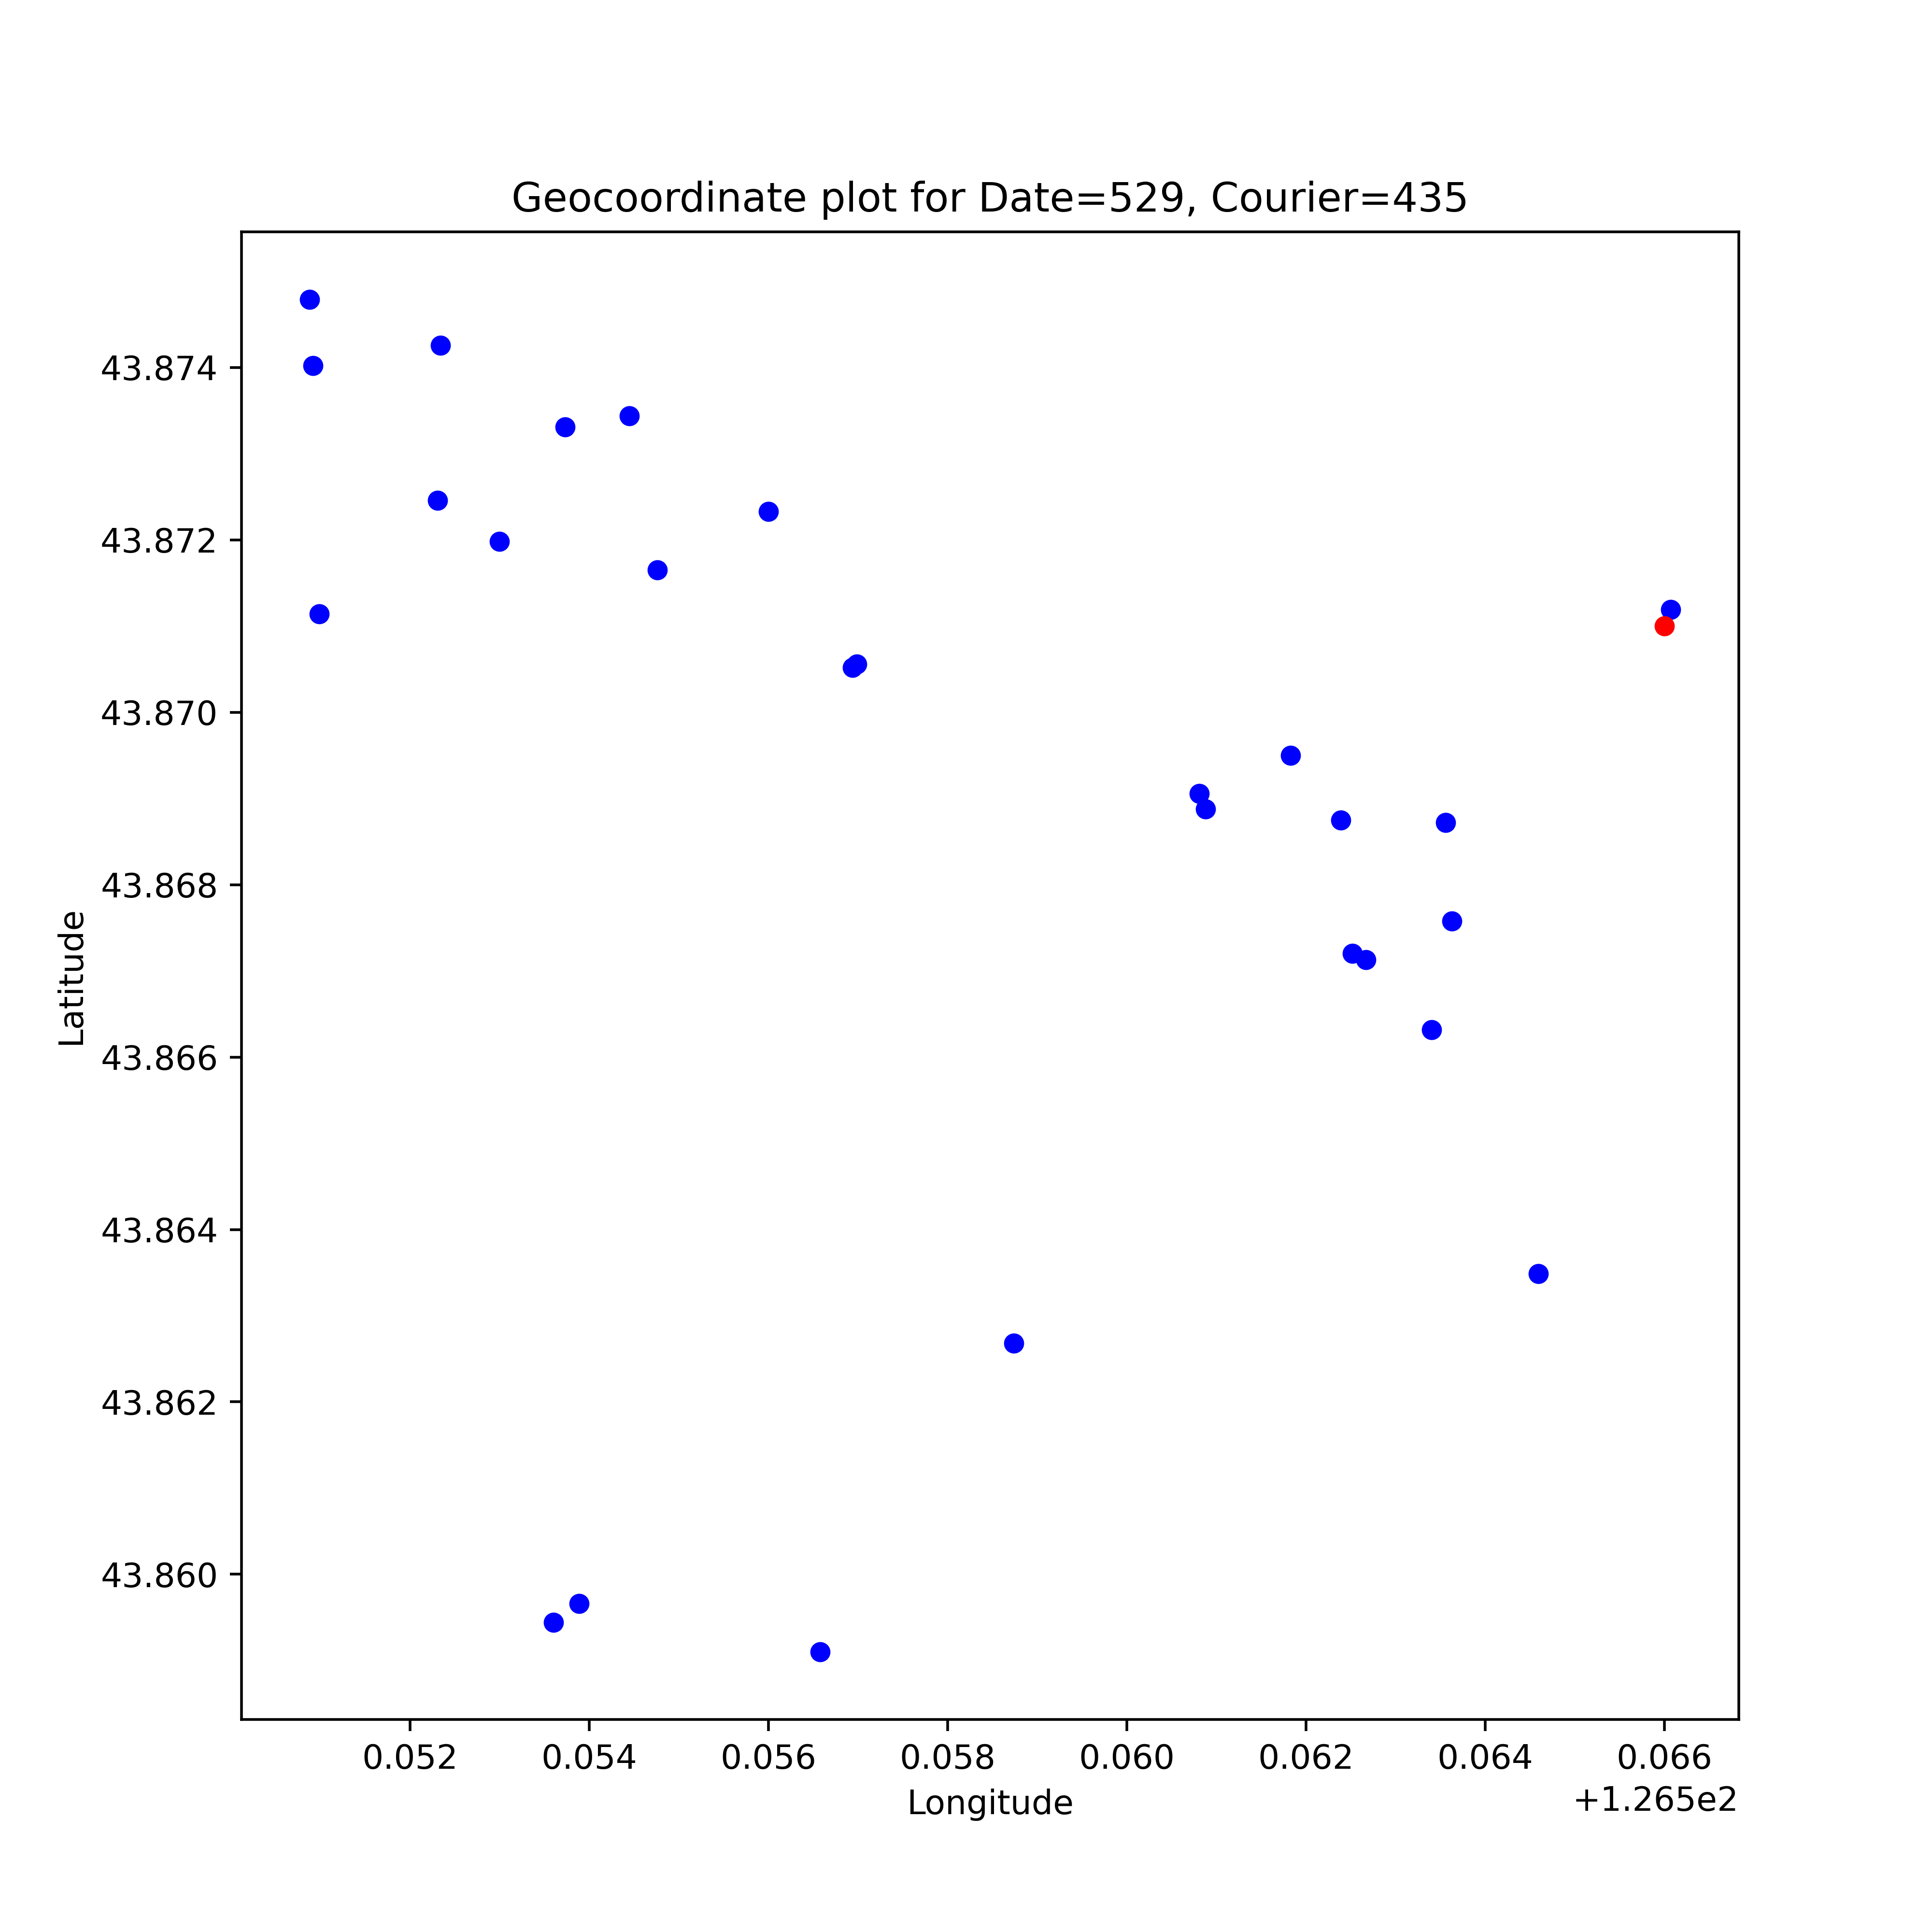 Geocoordinate plot for Date=529, Courier=435
43.874
43.872
43.870
43.868
43.866
43.864
43.862
43.860
Latitude
0.052 0.054 0.056 0.058 0.060 0.062 0.064 0.066
+1.265e2
Longitude